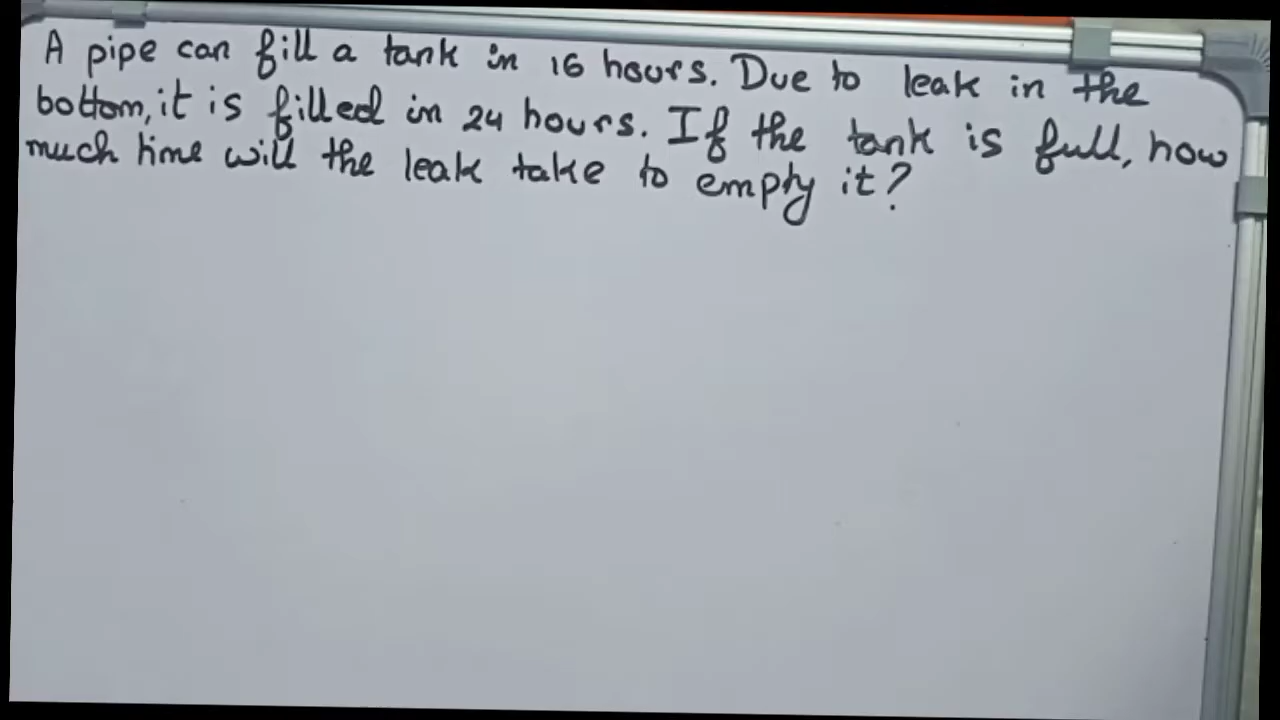 A pipe can fill a tank in 16 hours. Due to leak in the
bottom, it is filled in 24 hours. If the tank is full, how
much time will the leak take to empty it?